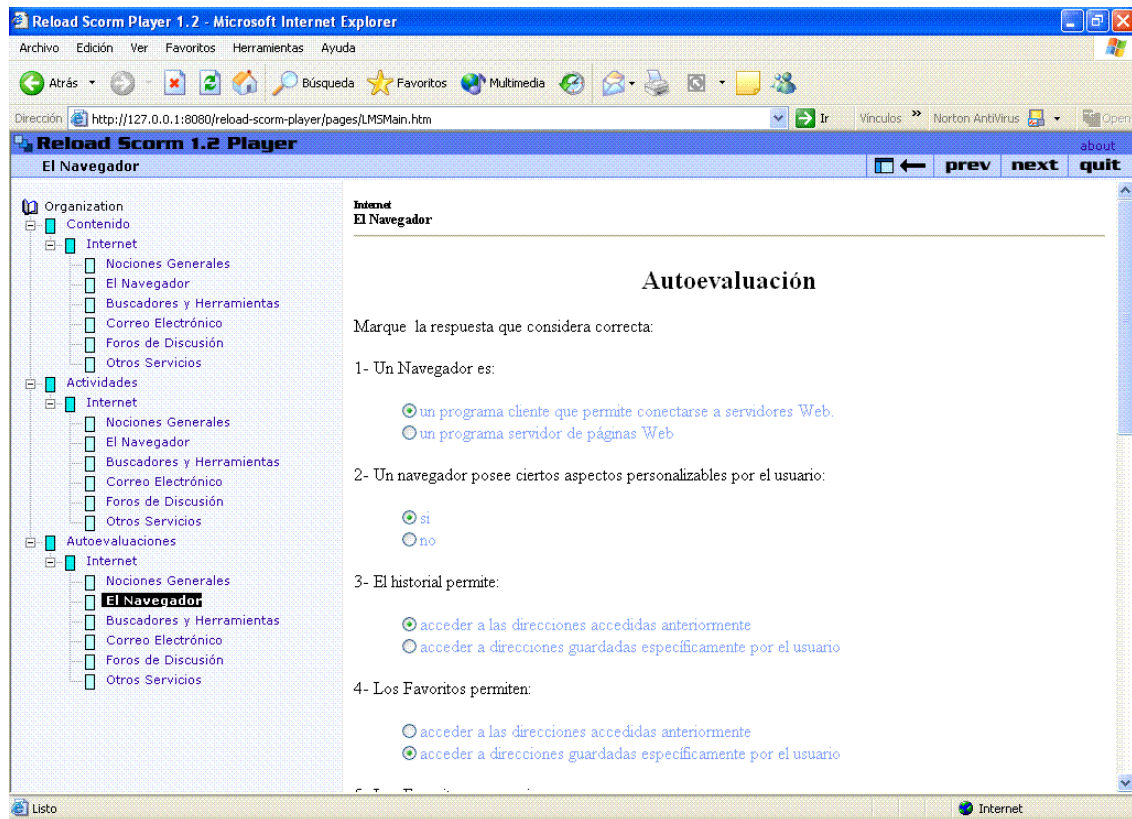 Reload Scorm Player 1.2 - Microsoft Internet Explorer
Archivo Edición Ver Favoritos Herramientas Ayuda
Atrás Búsqueda Favoritos Multimedia
Dirección http://127.0.0.1:8080/reload-scorm-player/pages/LMSMain.htm Ir Vínculos » Norton AntiVirus Open
Reload Scorm 1.2 Player about
El Navegador prev next quit
Organization
Contenido
Internet
Nociones Generales
El Navegador
Buscadores y Herramientas
Correo Electrónico
Foros de Discusión
Otros Servicios
Actividades
Internet
Nociones Generales
El Navegador
Buscadores y Herramientas
Correo Electrónico
Foros de Discusión
Otros Servicios
Autoevaluaciones
Internet
Nociones Generales
El Navegador
Buscadores y Herramientas
Correo Electrónico
Foros de Discusión
Otros Servicios
Internet
El Navegador
Autoevaluación
Marque la respuesta que considera correcta:
1- Un Navegador es:
un programa cliente que permite conectarse a servidores Web.
un programa servidor de páginas Web
2- Un navegador posee ciertos aspectos personalizables por el usuario:
si
no
3- El historial permite:
acceder a las direcciones accedidas anteriormente
acceder a direcciones guardadas específicamente por el usuario
4- Los Favoritos permiten:
acceder a las direcciones accedidas anteriormente
acceder a direcciones guardadas específicamente por el usuario
Listo Internet